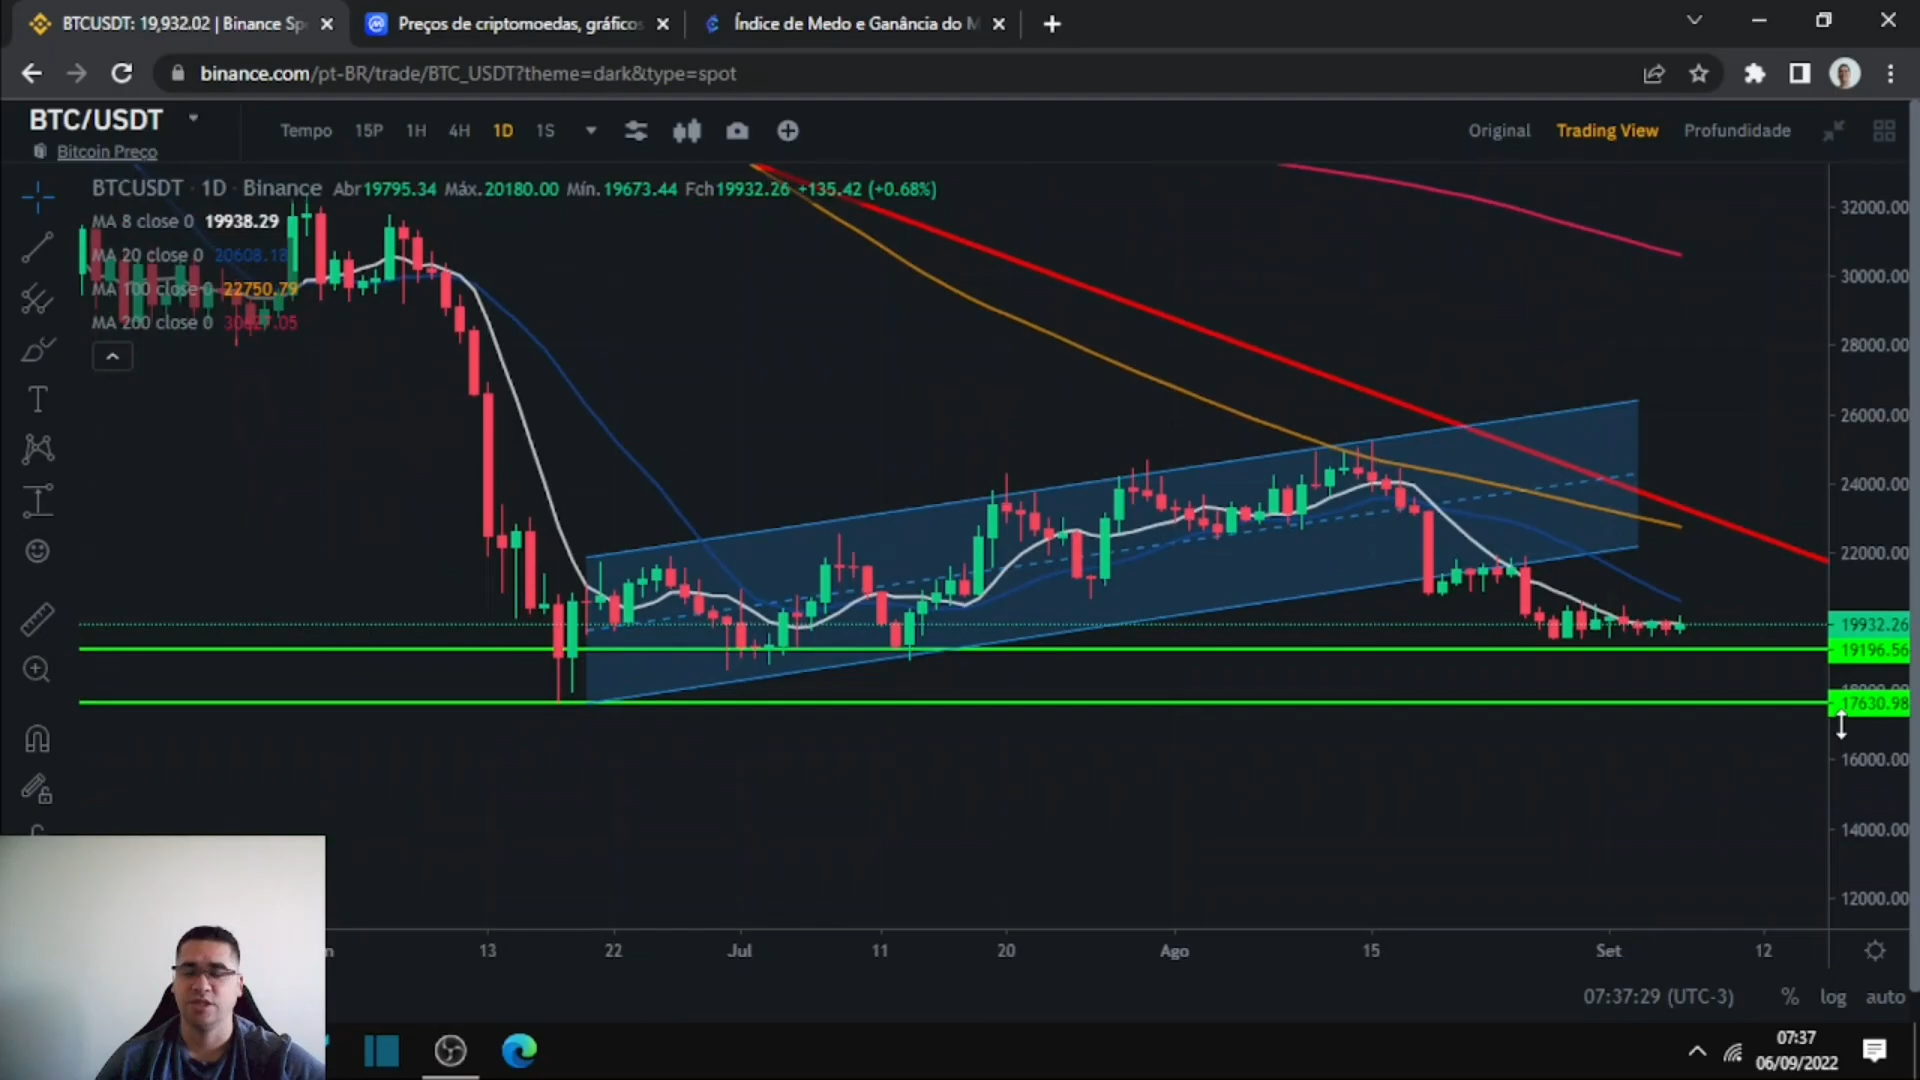 BTCUSDT: 19,932.02 | Binance Sp
Preços de criptomoedas, gráficos
Índice de Medo e Ganância do M
binance.com/pt-BR/trade/BTC_USDT?theme=dark&type=spot
BTC/USDT
Bitcoin Preço
Tempo 15P 1H 4H 1D 1S
Original Trading View Profundidade
BTCUSDT · 1D · Binance Abr19795.34 Máx.20180.00 Mín.19673.44 Fch19932.26 +135.42 (+0.68%)
MA 8 close 0 19938.29
MA 20 close 0 20608.18
MA 100 close 0 22750.79
MA 200 close 0
32000.00
30000.00
28000.00
26000.00
24000.00
22000.00
19932.26
19196.56
18000.00
17630.98
16000.00
14000.00
12000.00
13 22 Jul 11 20 Ago 15 Set 12
07:37:29 (UTC-3) % log auto
07:37
06/09/2022